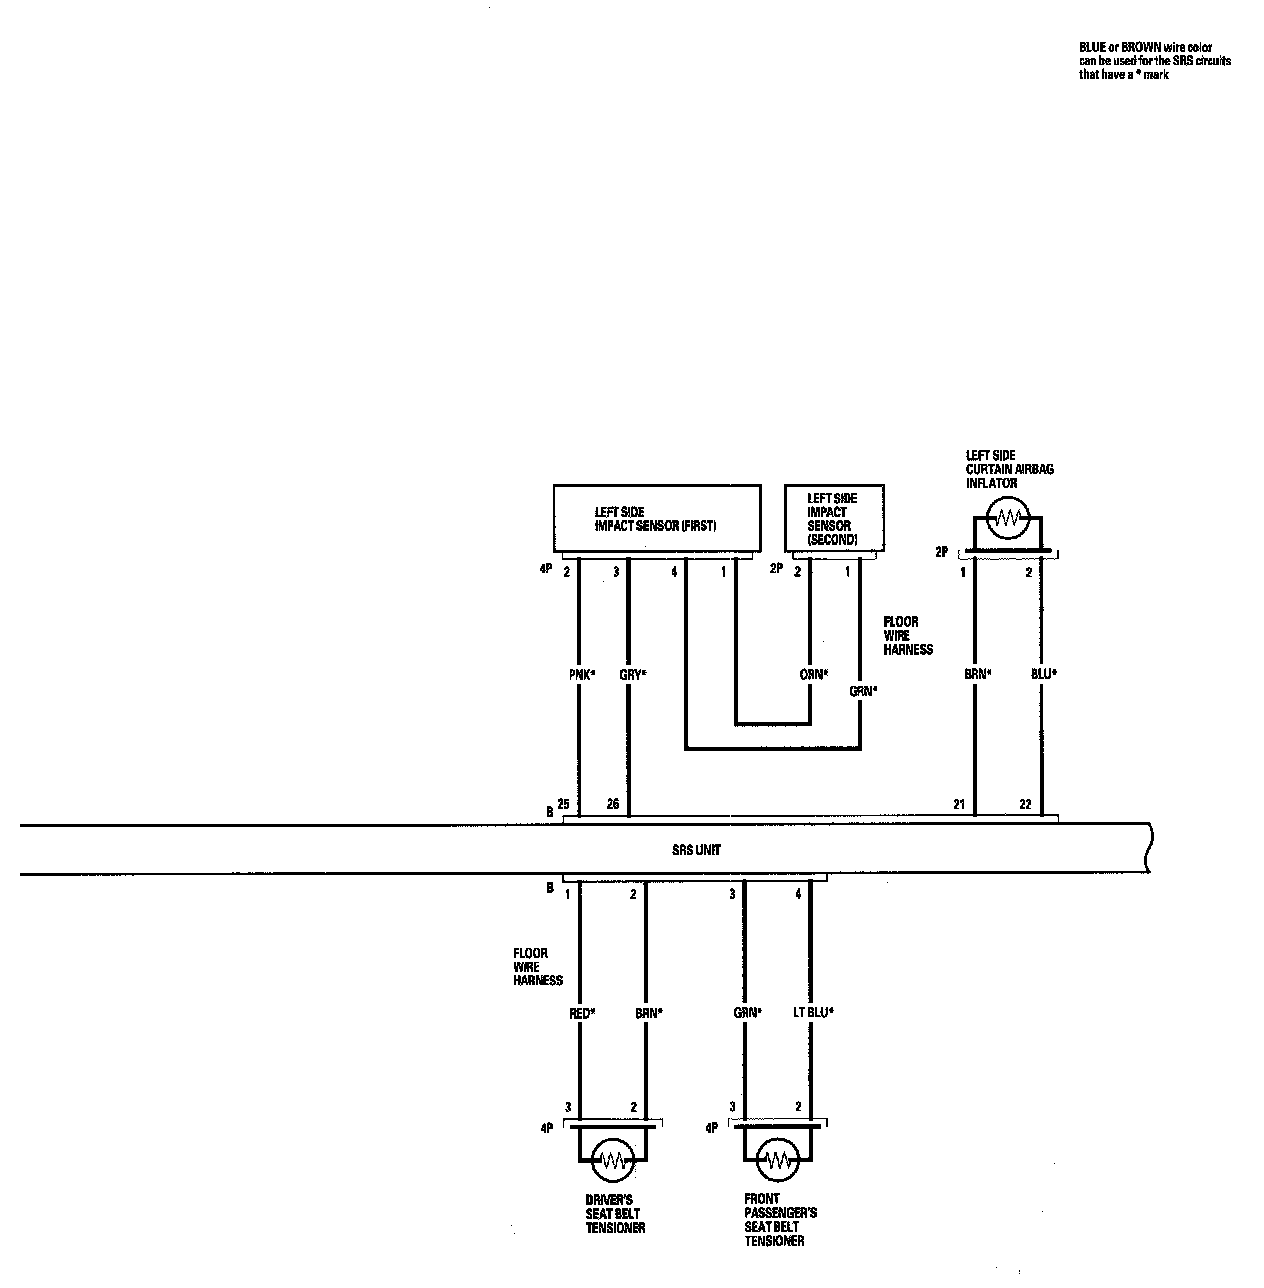 BLUE or BROWN wire color
can be used for the SRS circuits
that have a * mark
LEFT SIDE
CURTAIN AIRBAG
INFLATOR
LEFT SIDE
IMPACT SENSOR (FIRST)
LEFT SIDE
IMPACT
SENSOR
(SECOND)
4P 2 3 4 1
2P 2 1
2P
1 2
FLOOR
WIRE
HARNESS
PNK* GRY* ORN* BRN* BLU*
GRN*
B 25 26 21 22
SRS UNIT
B 1 2 3 4
FLOOR
WIRE
HARNESS
RED* BRN* GRN* LT BLU*
3 2 3 2
4P 4P
DRIVER'S
SEAT BELT
TENSIONER
FRONT
PASSENGER'S
SEAT BELT
TENSIONER